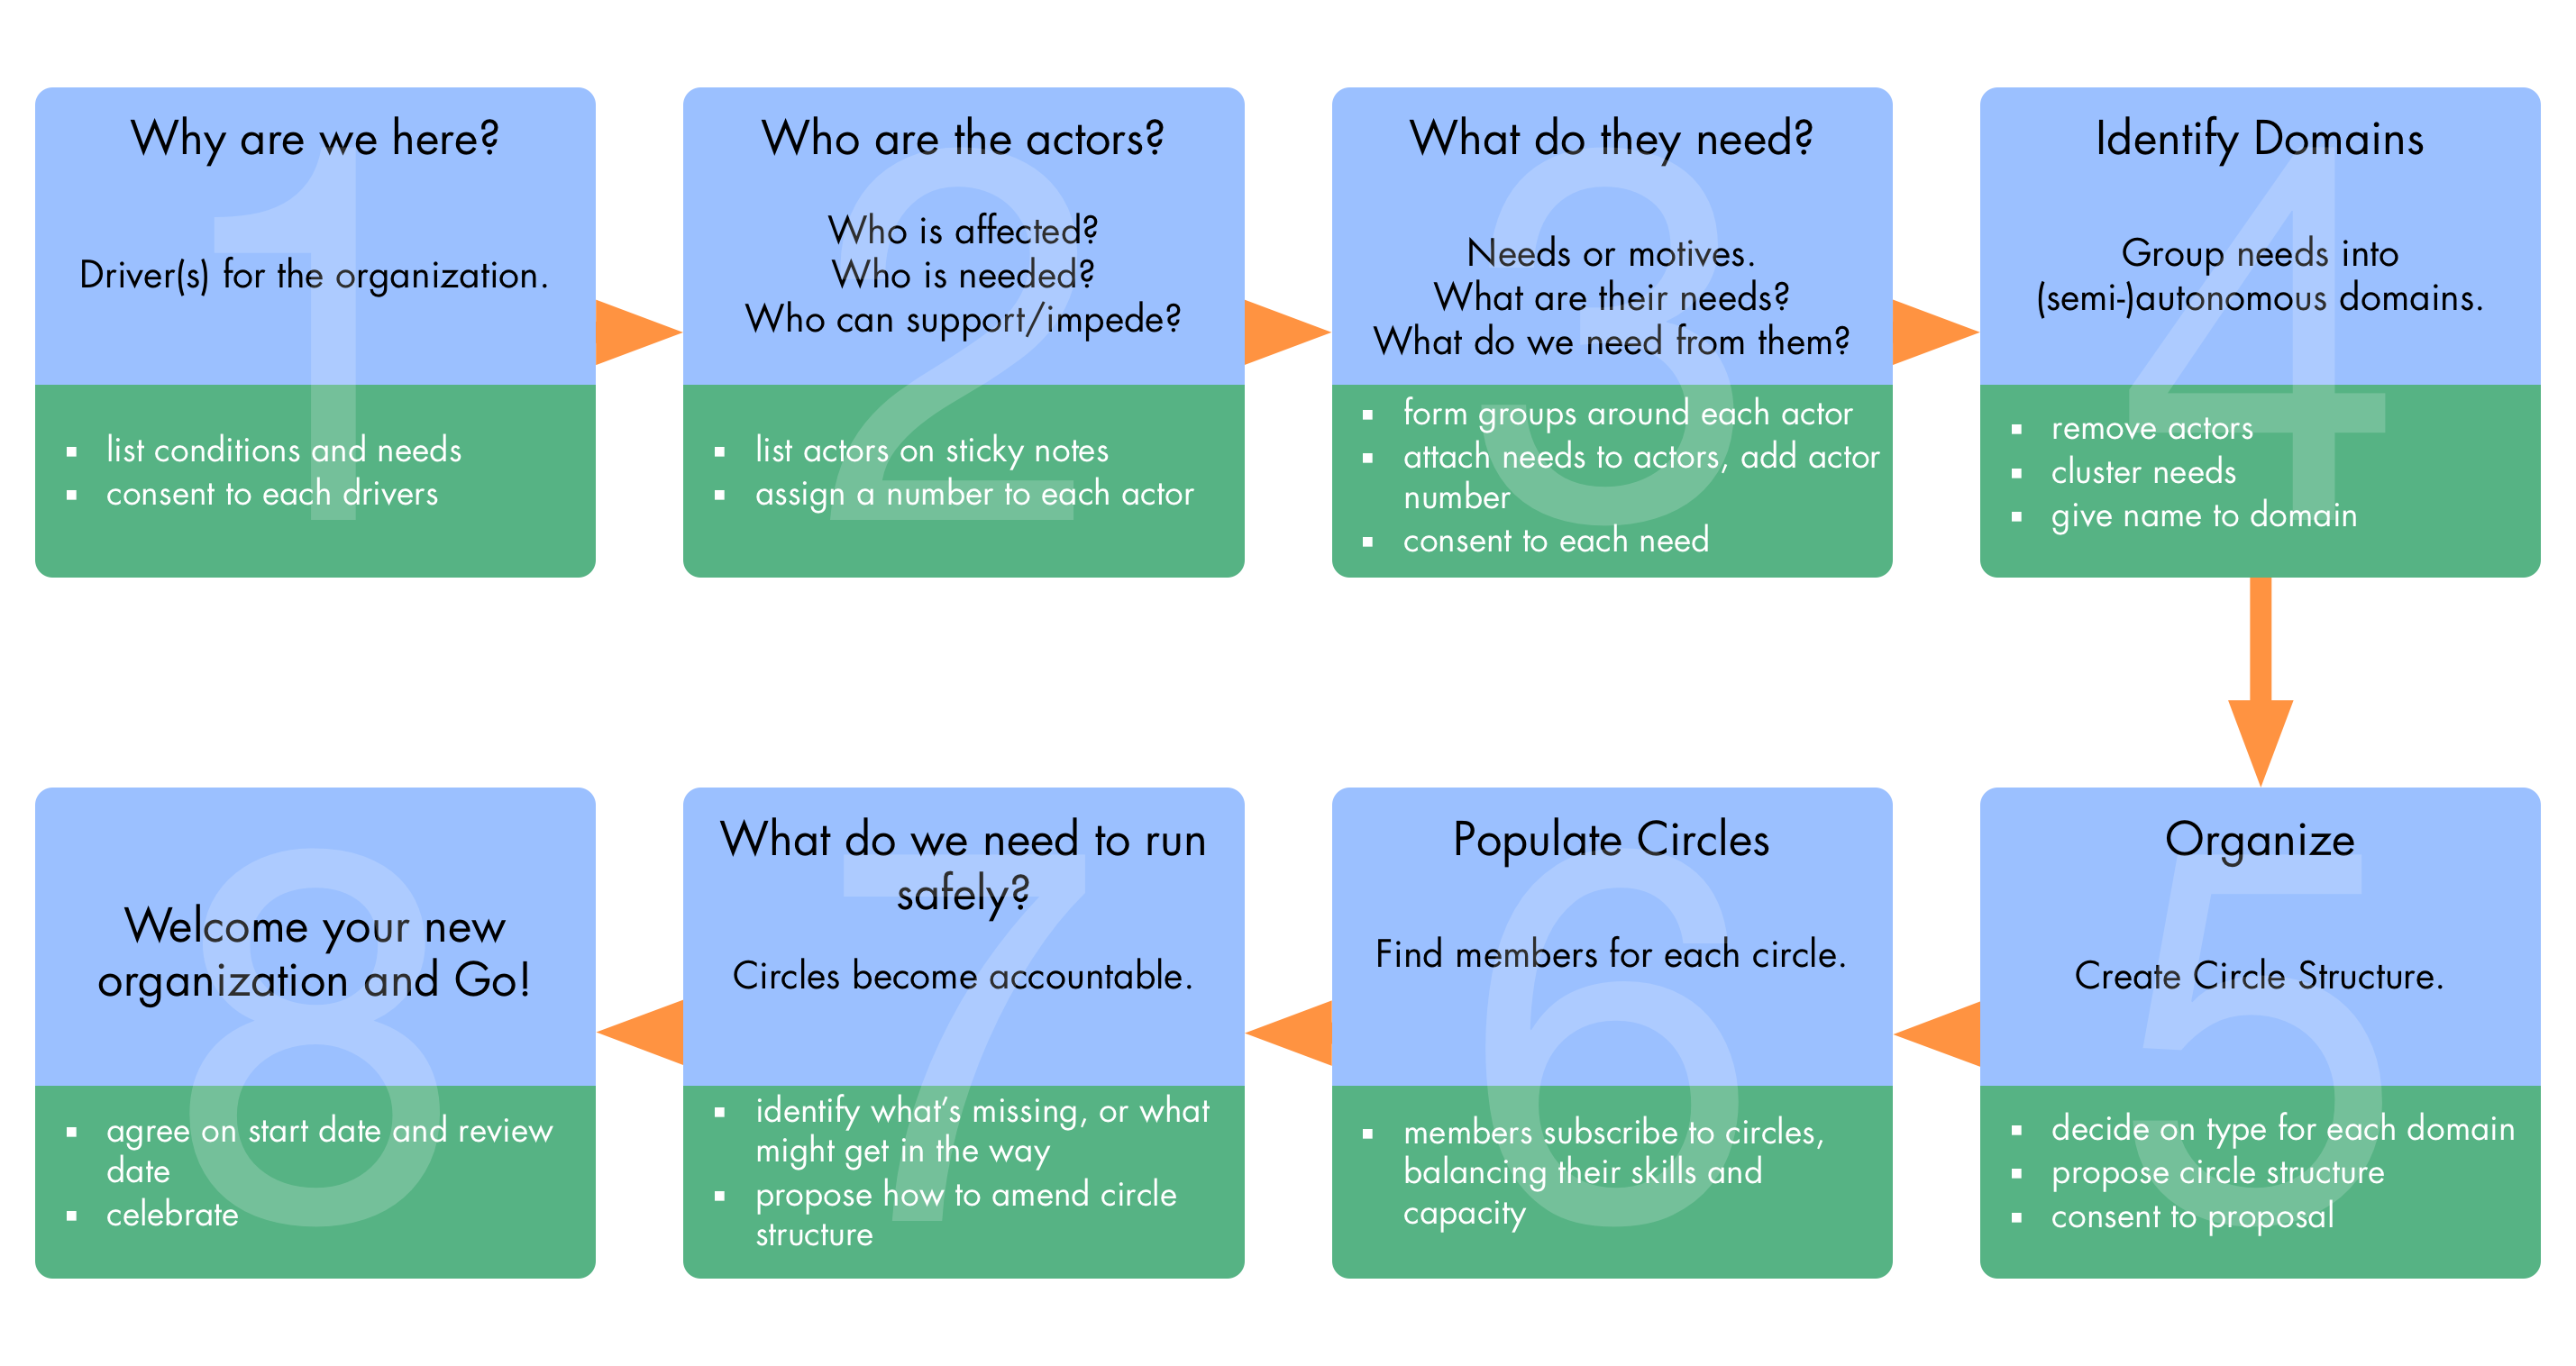 1
Why are we here?
Driver(s) for the organization.
▪ list conditions and needs
▪ consent to each drivers
2
Who are the actors?
Who is affected?
Who is needed?
Who can support/impede?
▪ list actors on sticky notes
▪ assign a number to each actor
3
What do they need?
Needs or motives.
What are their needs?
What do we need from them?
▪ form groups around each actor
▪ attach needs to actors, add actor
number
▪ consent to each need
4
Identify Domains
Group needs into
(semi-)autonomous domains.
▪ remove actors
▪ cluster needs
▪ give name to domain
5
Organize
Create Circle Structure.
▪ decide on type for each domain
▪ propose circle structure
▪ consent to proposal
6
Populate Circles
Find members for each circle.
▪ members subscribe to circles,
balancing their skills and
capacity
7
What do we need to run
safely?
Circles become accountable.
▪ identify what's missing, or what
might get in the way
▪ propose how to amend circle
structure
8
Welcome your new
organization and Go!
▪ agree on start date and review
date
▪ celebrate